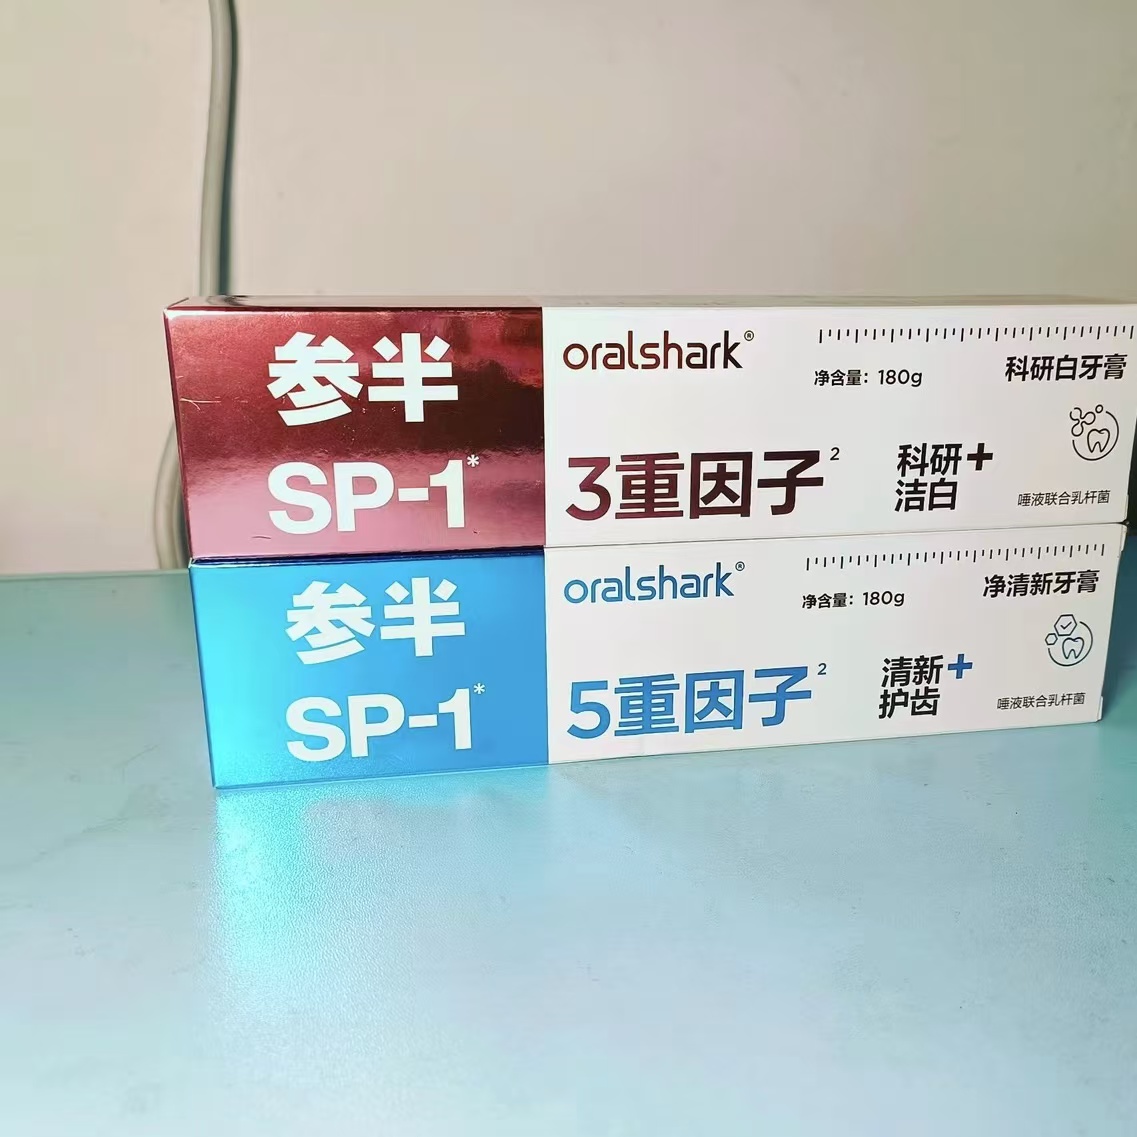 参半
SP-1*
oralshark®
净含量：180g
科研白牙膏
3重因子²
科研+
洁白
唾液联合乳杆菌
参半
SP-1*
oralshark®
净含量：180g
净清新牙膏
5重因子²
清新+
护齿
唾液联合乳杆菌